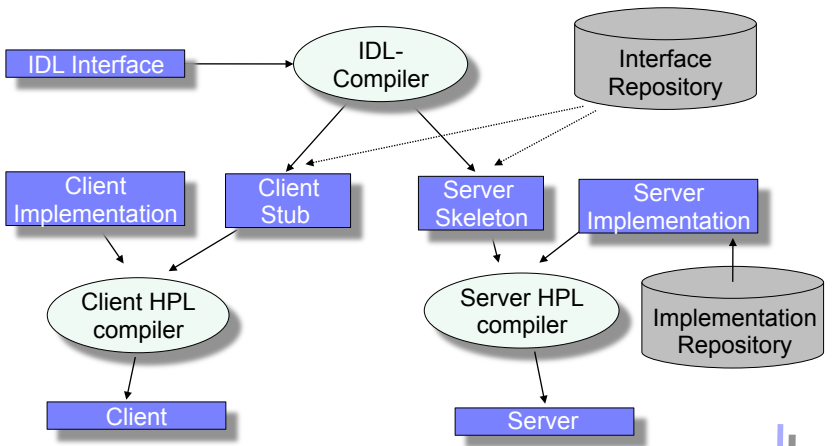 IDL Interface
IDL-
Compiler
Interface
Repository
Client
Implementation
Client
Stub
Server
Skeleton
Server
Implementation
Client HPL
compiler
Server HPL
compiler
Implementation
Repository
Client
Server